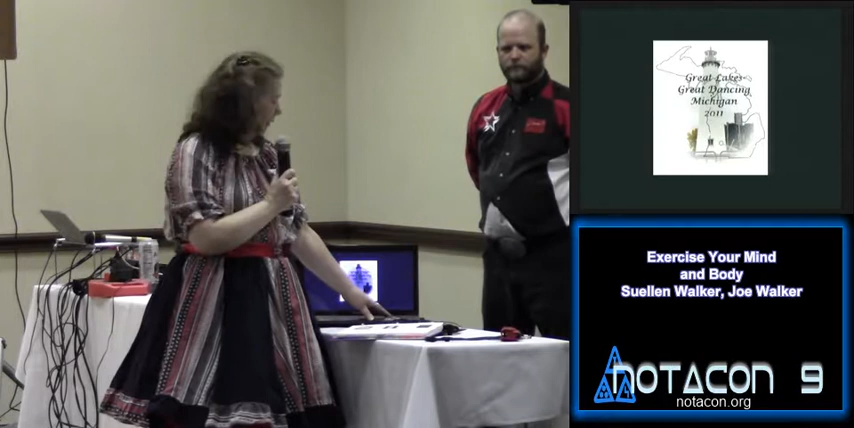 Great Lakes-
Great Dancing
Michigan
2011
Exercise Your Mind
and Body
Suellen Walker, Joe Walker
NOTACON 9
notacon.org